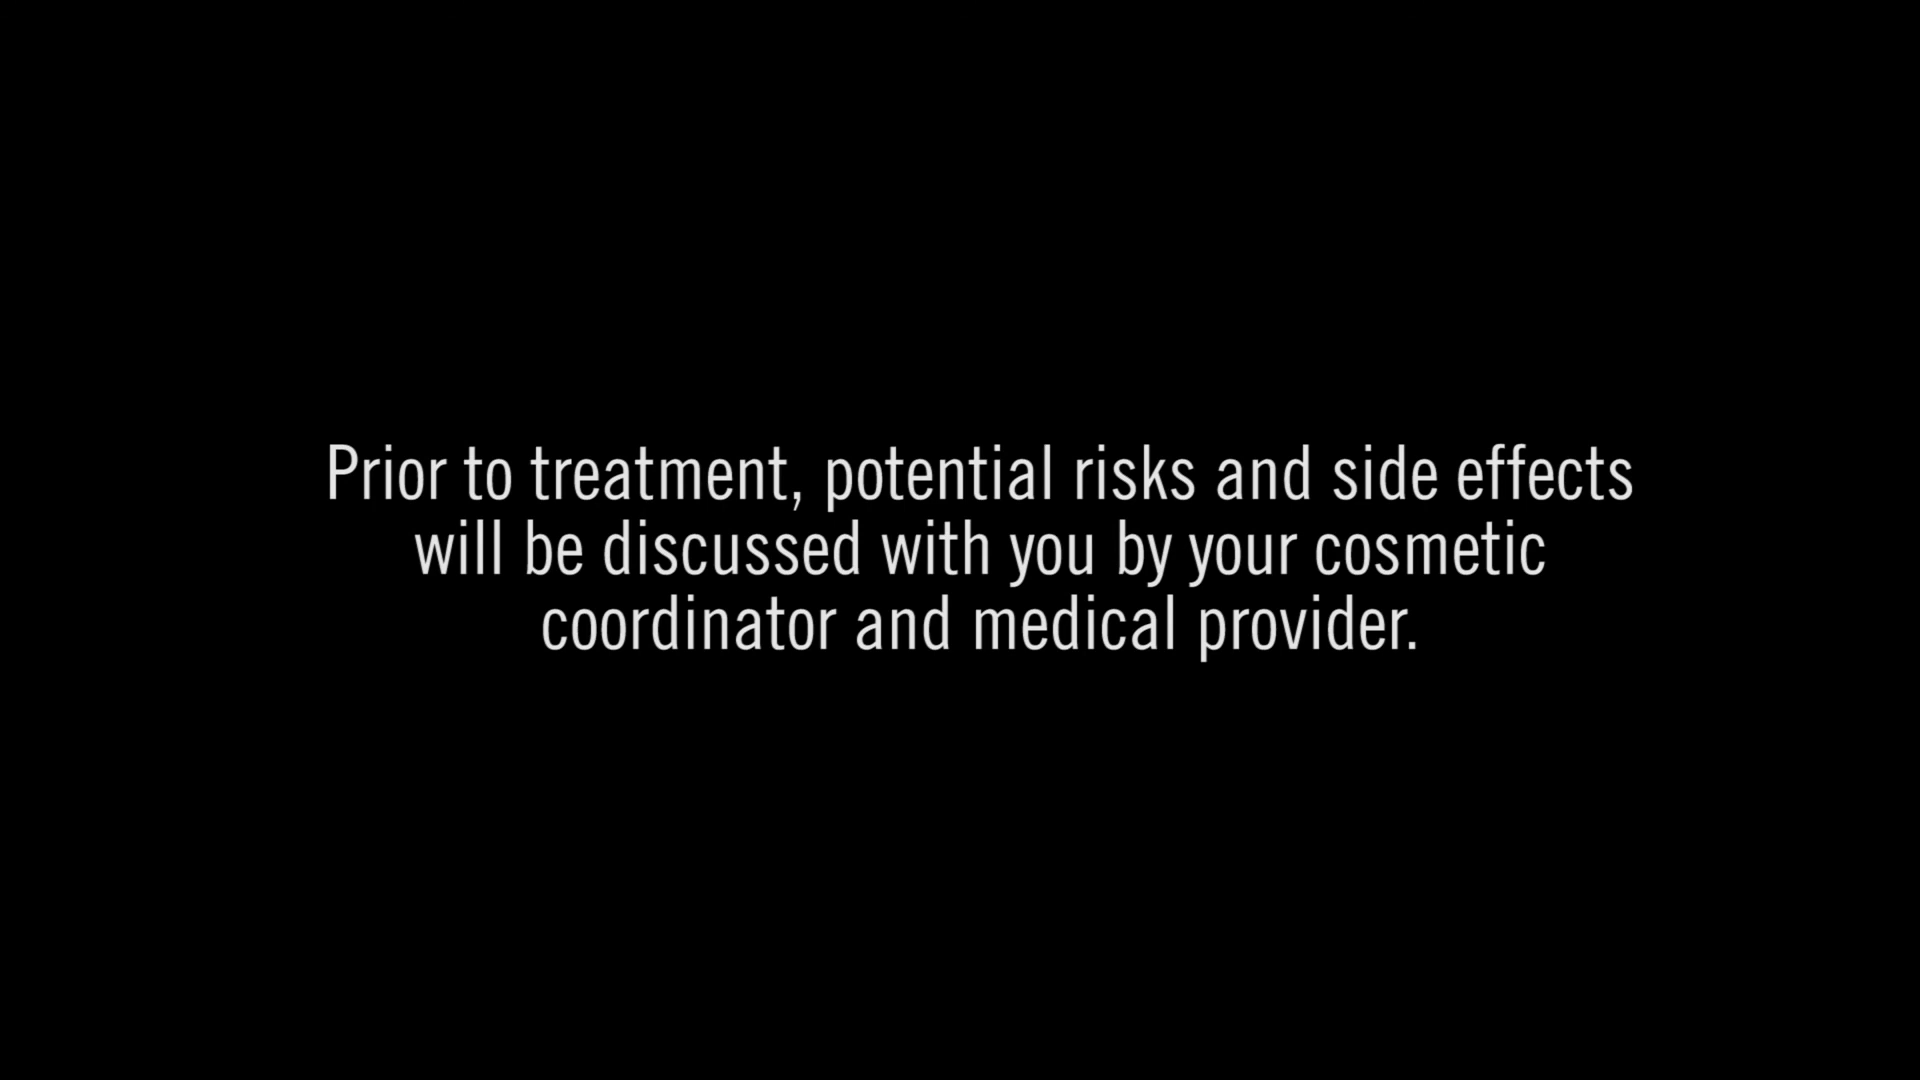 Prior to treatment, potential risks and side effects
will be discussed with you by your cosmetic
coordinator and medical provider.